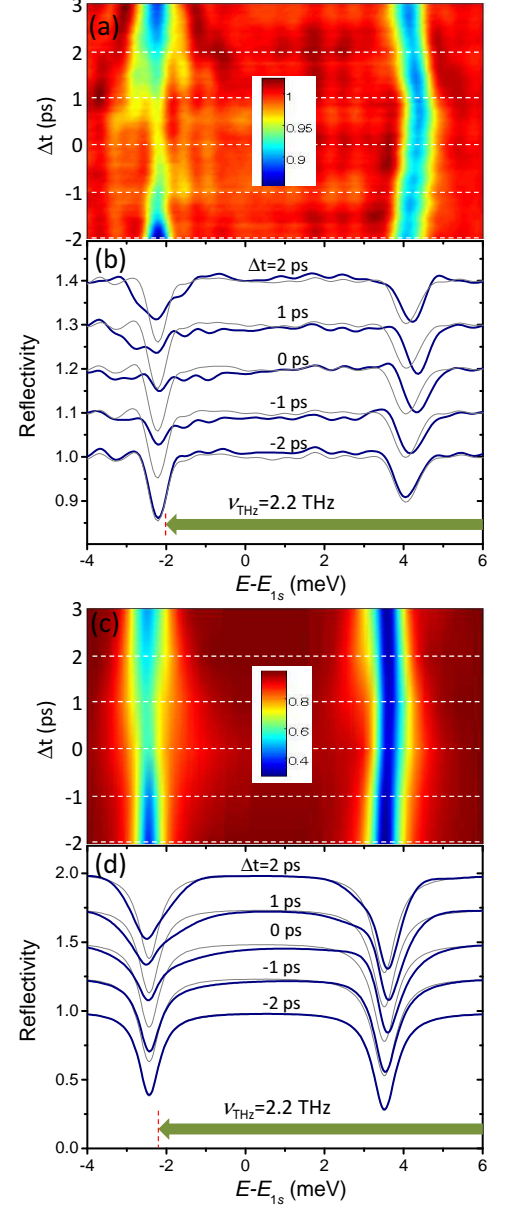 (a)
3
2
1
0
-1
-2
Δt (ps)
1
0.95
0.9
(b)
1.4
1.3
1.2
1.1
1.0
0.9
Reflectivity
Δt=2 ps
1 ps
0 ps
-1 ps
-2 ps
νTHz=2.2 THz
-4 -2 0 2 4 6
E-E1s (meV)
(c)
3
2
1
0
-1
-2
Δt (ps)
0.8
0.6
0.4
(d)
2.0
1.5
1.0
0.5
0.0
Reflectivity
Δt=2 ps
1 ps
0 ps
-1 ps
-2 ps
νTHz=2.2 THz
-4 -2 0 2 4 6
E-E1s (meV)